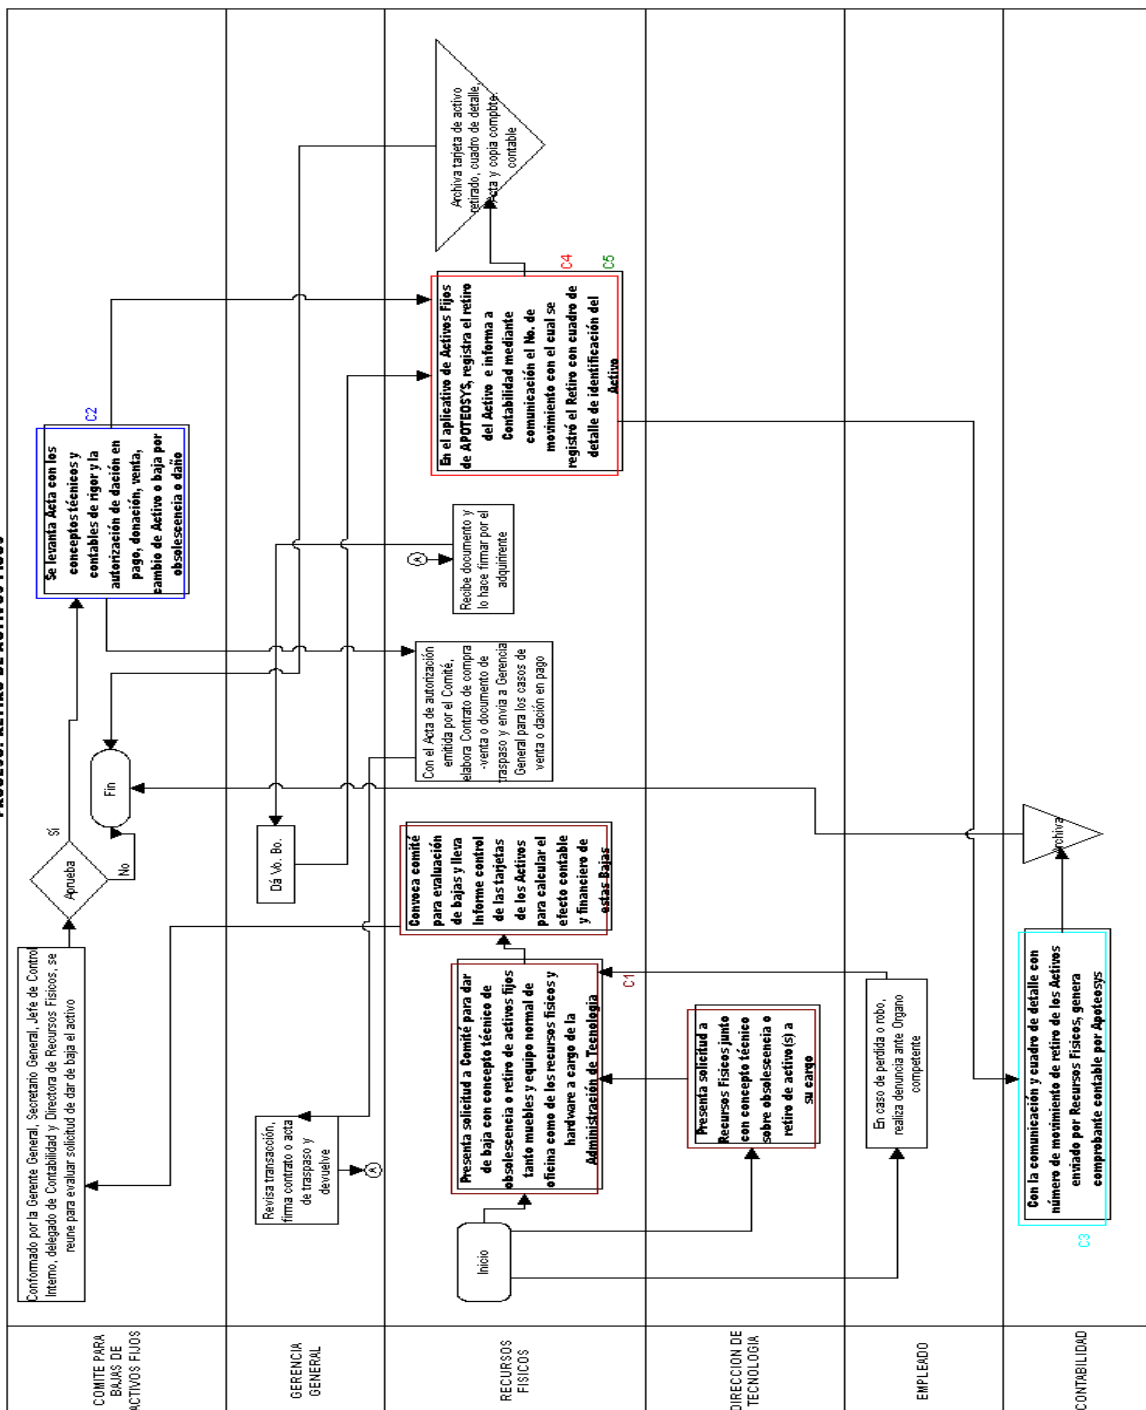 COMITE PARA
BAJAS DE
ACTIVOS FIJOS
Conformado por la Gerente General, Secretario General, Jefe de Control
Interno, delegado de Contabilidad y Directora de Recursos Fisicos, se
reune para evaluar solicitud de dar de baja el activo
Aprueba
Sí
No
Fin
Se levanta Acta con los
conceptos técnicos y
contables de rigor y la
autorización de dación en
pago, donación, venta,
cambio de Activo o baja por
obsolescencia o daño
C2
GERENCIA
GENERAL
Revisa transacción,
firma contrato o acta
de traspaso y
devuelve
A
Dá Vo. Bo.
RECURSOS
FISICOS
Inicio
Presenta solicitud a Comité para dar
de baja con concepto técnico de
obsolescencia o retiro de activos fijos
tanto muebles y equipo normal de
oficina como de los recursos fisicos y
hardware a cargo de la
Administración de Tecnologia
C1
Convoca comité
para evaluación
de bajas y lleva
Informe control
de las tarjetas
de los Activos
para calcular el
efecto contable
y financiero de
estas Bajas
Con el Acta de autorización
emitida por el Comité,
elabora Contrato de compra
-venta o documento de
traspaso y envia a Gerencia
General para los casos de
venta o dación en pago
A
Recibe documento y
lo hace firmar por el
adquirirente
En el aplicativo de Activos Fijos
de APOTEOSYS, registra el retiro
del Activo e informa a
Contabilidad mediante
comunicación el No. de
movimiento con el cual se
registró el Retiro con cuadro de
detalle de identificación del
Activo
C4
C5
Archiva tarjeta de activo
retirado, cuadro de detalle,
acta y copia compbte.
contable
DIRECCION DE
TECNOLOGIA
Presenta solicitud a
Recursos Fisicos junto
con concepto técnico
sobre obsolescencia o
retiro de activo(s) a
su cargo
EMPLEADO
En caso de perdida o robo,
realiza denuncia ante Organo
competente
CONTABILIDAD
Con la comunicación y cuadro de detalle con
número de movimiento de retiro de los Activos
enviado por Recursos Fisicos, genera
comprobante contable por Apoteosys
C3
Archiva